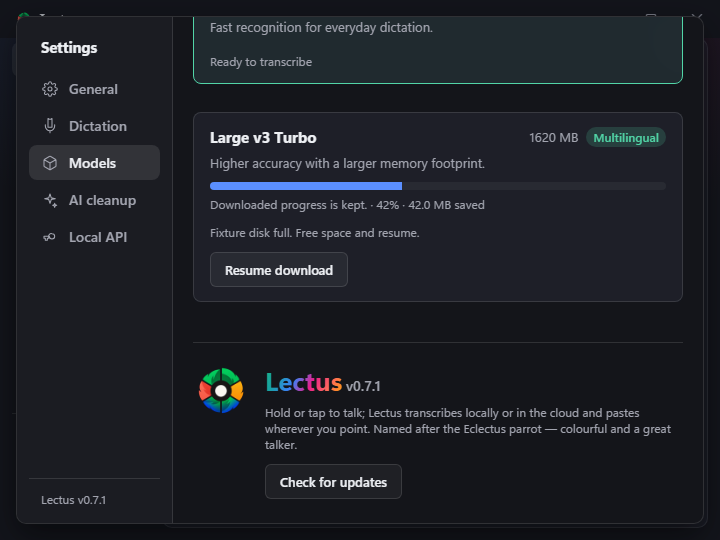 Settings
General
Dictation
Models
AI cleanup
Local API
Lectus v0.7.1
Fast recognition for everyday dictation.
Ready to transcribe
Large v3 Turbo
1620 MB
Multilingual
Higher accuracy with a larger memory footprint.
Downloaded progress is kept. · 42% · 42.0 MB saved
Fixture disk full. Free space and resume.
Resume download
Lectus v0.7.1
Hold or tap to talk; Lectus transcribes locally or in the cloud and pastes
wherever you point. Named after the Eclectus parrot — colourful and a great
talker.
Check for updates